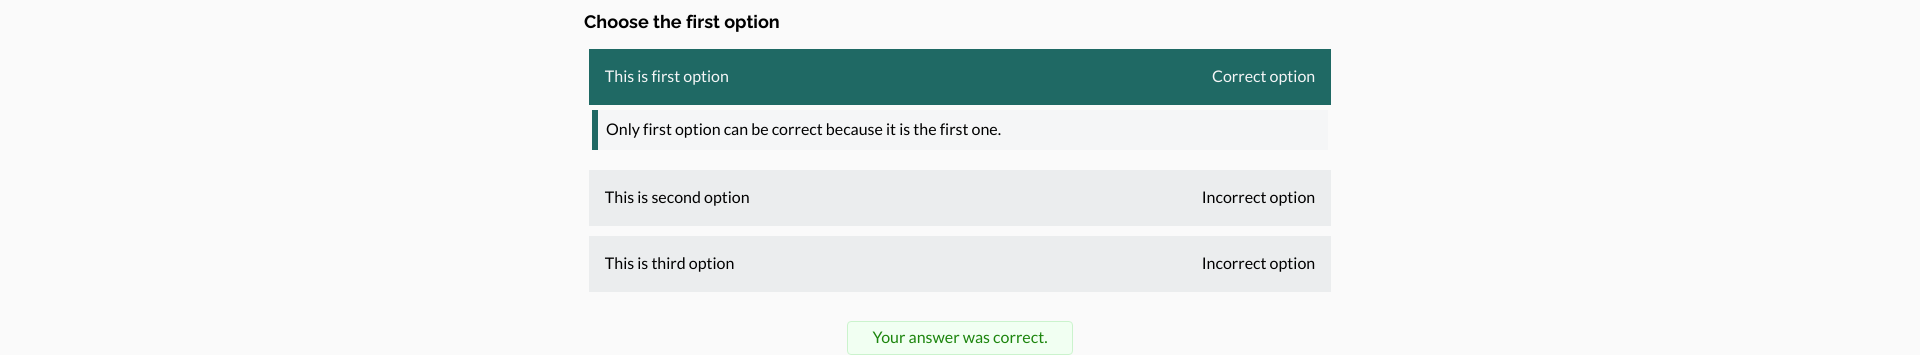 Choose the first option
This is first option Correct option
Only first option can be correct because it is the first one.
This is second option Incorrect option
This is third option Incorrect option
Your answer was correct.